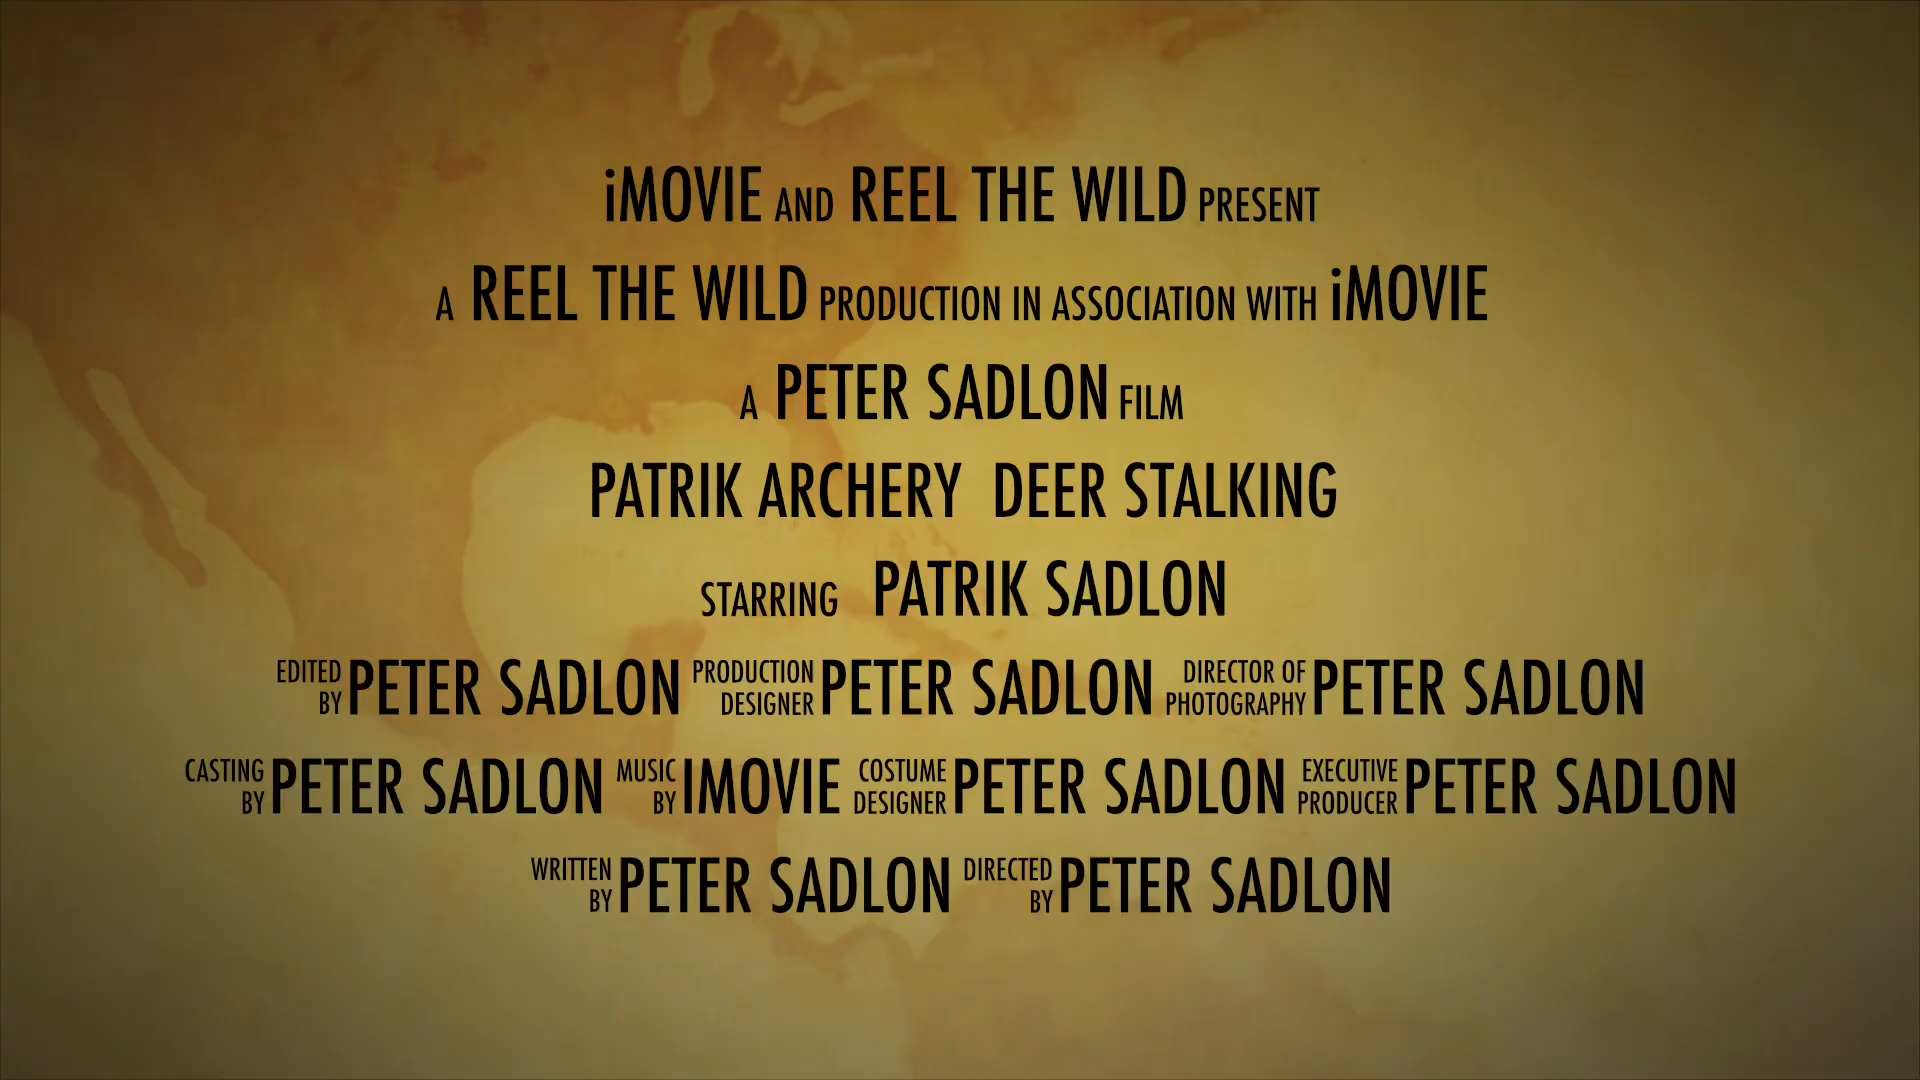 iMOVIE AND REEL THE WILD PRESENT
A REEL THE WILD PRODUCTION IN ASSOCIATION WITH iMOVIE
A PETER SADLON FILM
PATRIK ARCHERY DEER STALKING
STARRING PATRIK SADLON
EDITED BY PETER SADLON PRODUCTION DESIGNER PETER SADLON DIRECTOR OF PHOTOGRAPHY PETER SADLON
CASTING BY PETER SADLON MUSIC BY IMOVIE COSTUME DESIGNER PETER SADLON EXECUTIVE PRODUCER PETER SADLON
WRITTEN BY PETER SADLON DIRECTED BY PETER SADLON